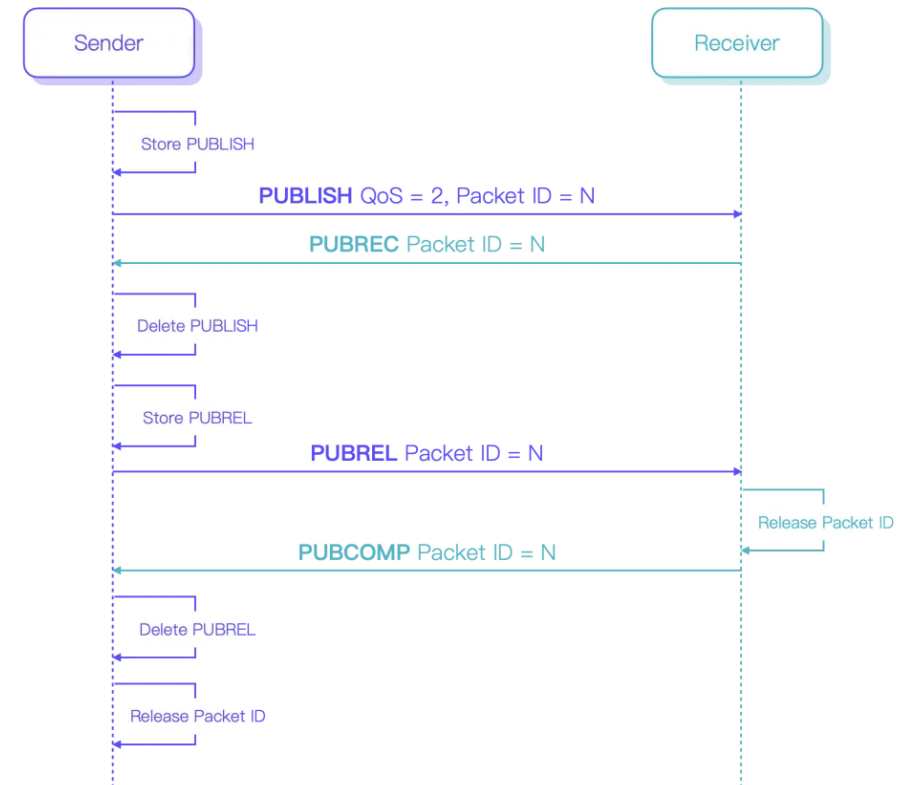 Sender
Receiver
Store PUBLISH
PUBLISH QoS = 2, Packet ID = N
PUBREC Packet ID = N
Delete PUBLISH
Store PUBREL
PUBREL Packet ID = N
Release Packet ID
PUBCOMP Packet ID = N
Delete PUBREL
Release Packet ID